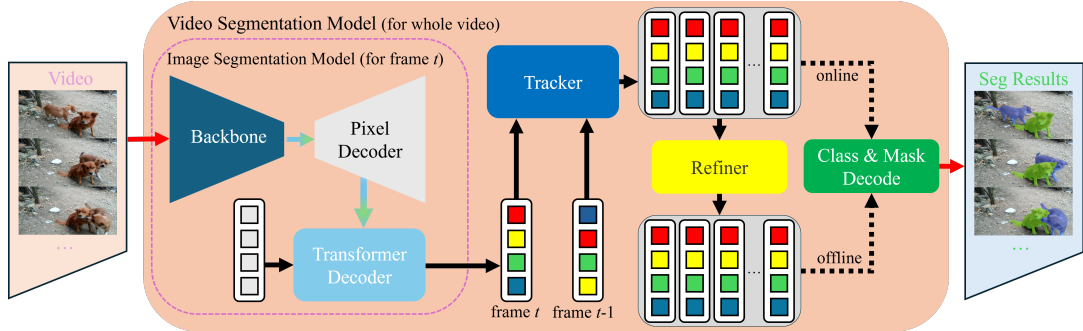 Video Segmentation Model (for whole video)
Image Segmentation Model (for frame t)
Video
...
Backbone
Pixel
Decoder
Transformer
Decoder
Tracker
frame t
frame t-1
...
Refiner
...
online
offline
Class & Mask
Decode
Seg Results
...